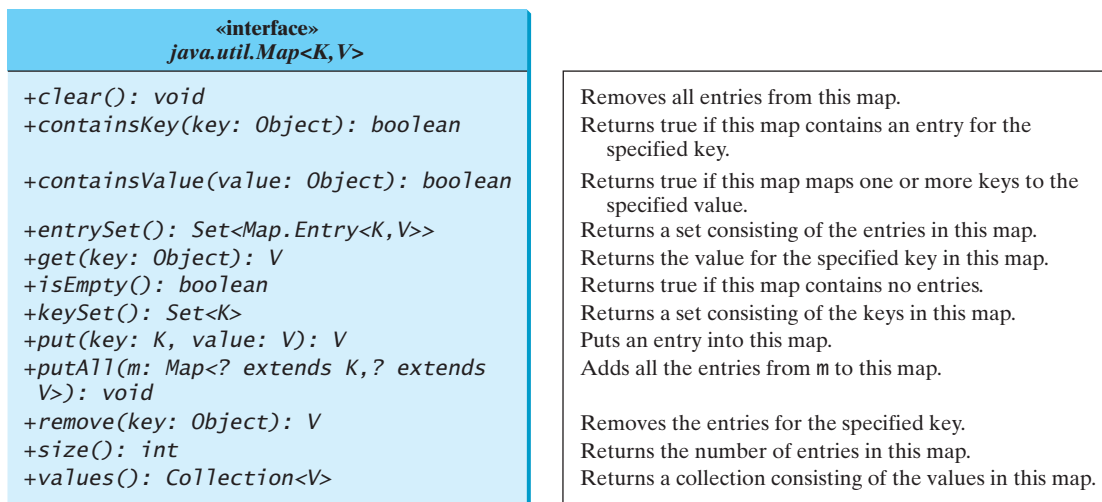 «interface»
java.util.Map<K,V>
+clear(): void
Removes all entries from this map.
+containsKey(key: Object): boolean
Returns true if this map contains an entry for the
specified key.
+containsValue(value: Object): boolean
Returns true if this map maps one or more keys to the
specified value.
+entrySet(): Set<Map.Entry<K,V>>
Returns a set consisting of the entries in this map.
+get(key: Object): V
Returns the value for the specified key in this map.
+isEmpty(): boolean
Returns true if this map contains no entries.
+keySet(): Set<K>
Returns a set consisting of the keys in this map.
+put(key: K, value: V): V
Puts an entry into this map.
+putAll(m: Map<? extends K,? extends
V>): void
Adds all the entries from m to this map.
+remove(key: Object): V
Removes the entries for the specified key.
+size(): int
Returns the number of entries in this map.
+values(): Collection<V>
Returns a collection consisting of the values in this map.